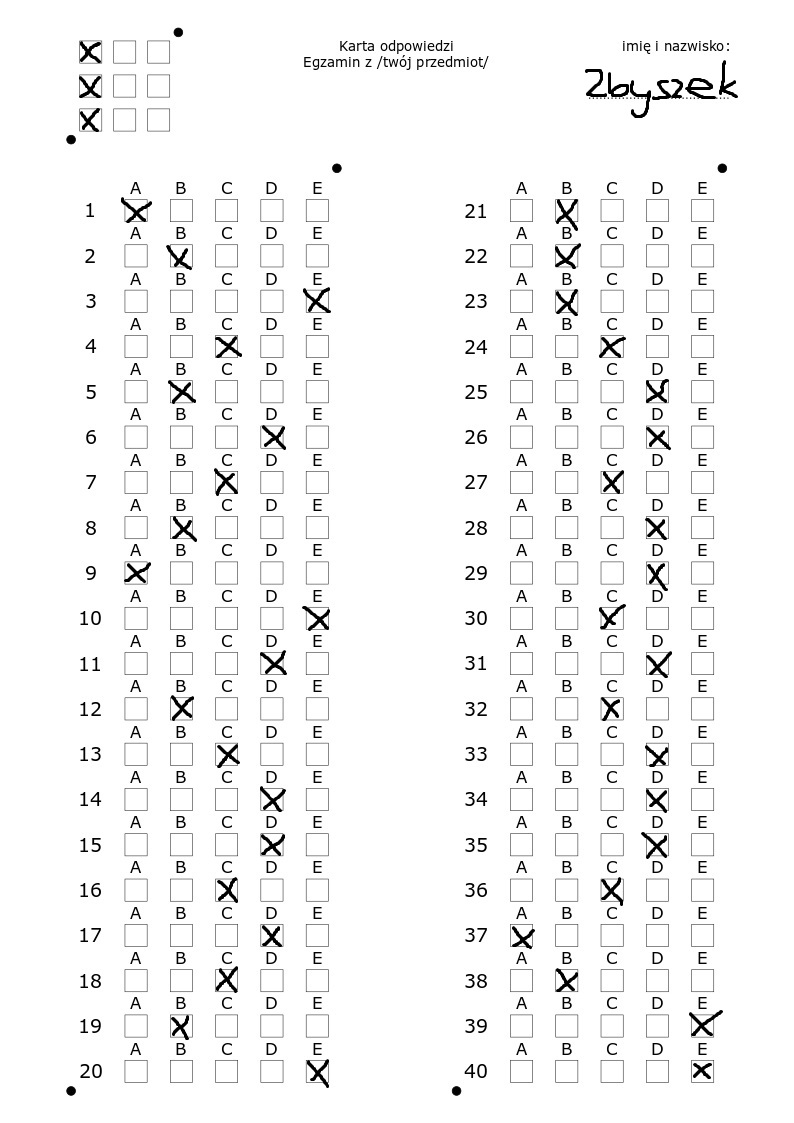 Karta odpowiedzi
Egzamin z /twój przedmiot/
imię i nazwisko:
Zbyszek
A B C D E
1
A B C D E
2
A B C D E
3
A B C D E
4
A B C D E
5
A B C D E
6
A B C D E
7
A B C D E
8
A B C D E
9
A B C D E
10
A B C D E
11
A B C D E
12
A B C D E
13
A B C D E
14
A B C D E
15
A B C D E
16
A B C D E
17
A B C D E
18
A B C D E
19
A B C D E
20
A B C D E
21
A B C D E
22
A B C D E
23
A B C D E
24
A B C D E
25
A B C D E
26
A B C D E
27
A B C D E
28
A B C D E
29
A B C D E
30
A B C D E
31
A B C D E
32
A B C D E
33
A B C D E
34
A B C D E
35
A B C D E
36
A B C D E
37
A B C D E
38
A B C D E
39
A B C D E
40